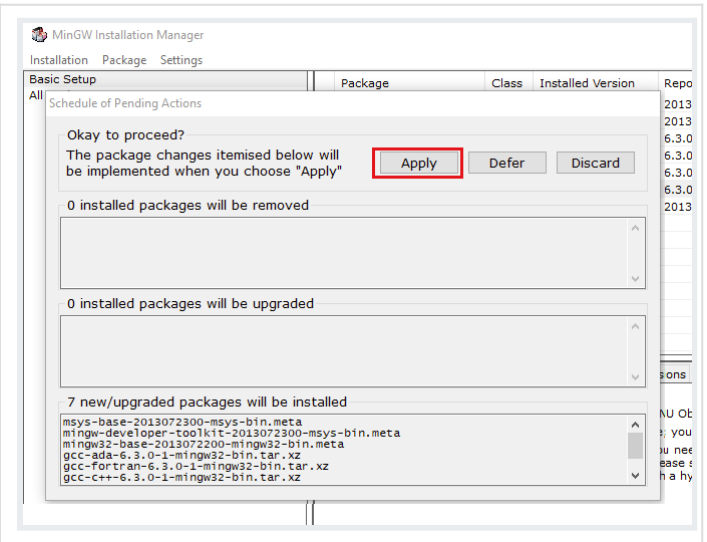 MinGW Installation Manager
Installation Package Settings
Basic Setup
Package Class Installed Version Repo
All
Schedule of Pending Actions
2013
2013
6.3.0
6.3.0
6.3.0
6.3.0
2013
Okay to proceed?
The package changes itemised below will
be implemented when you choose "Apply"
Apply Defer Discard
0 installed packages will be removed
0 installed packages will be upgraded
sions
7 new/upgraded packages will be installed
msys-base-2013072300-msys-bin.meta
mingw-developer-toolkit-2013072300-msys-bin.meta
mingw32-base-2013072200-mingw32-bin.meta
gcc-ada-6.3.0-1-mingw32-bin.tar.xz
gcc-fortran-6.3.0-1-mingw32-bin.tar.xz
gcc-c++-6.3.0-1-mingw32-bin.tar.xz
NU Ob
; you
ou nee
ease s
h a hy